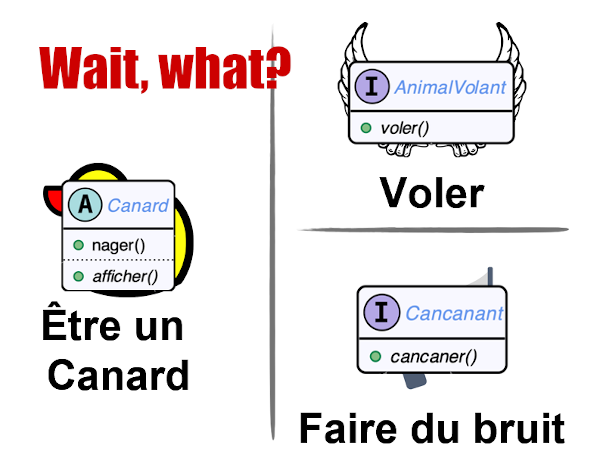 Wait, what?
A Canard
nager()
afficher()
Être un
Canard
I AnimalVolant
voler()
Voler
I Cancanant
cancaner()
Faire du bruit